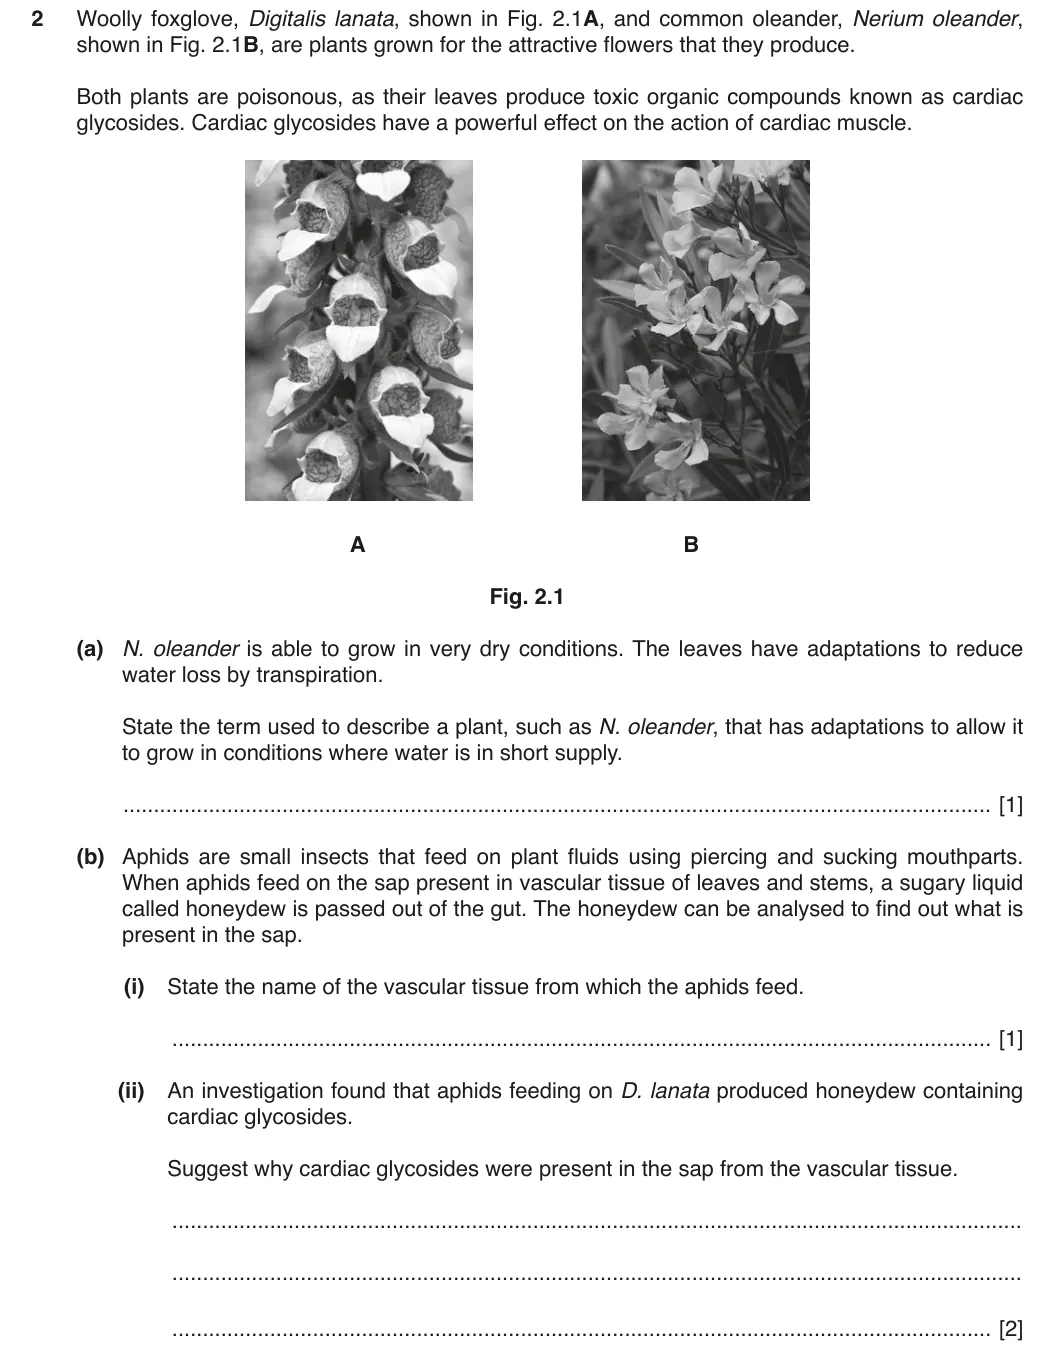 2 Woolly foxglove, Digitalis lanata, shown in Fig. 2.1A, and common oleander, Nerium oleander,
shown in Fig. 2.1B, are plants grown for the attractive flowers that they produce.
Both plants are poisonous, as their leaves produce toxic organic compounds known as cardiac
glycosides. Cardiac glycosides have a powerful effect on the action of cardiac muscle.
A B
Fig. 2.1
(a) N. oleander is able to grow in very dry conditions. The leaves have adaptations to reduce
water loss by transpiration.
State the term used to describe a plant, such as N. oleander, that has adaptations to allow it
to grow in conditions where water is in short supply.
.............................................................................................................................................. [1]
(b) Aphids are small insects that feed on plant fluids using piercing and sucking mouthparts.
When aphids feed on the sap present in vascular tissue of leaves and stems, a sugary liquid
called honeydew is passed out of the gut. The honeydew can be analysed to find out what is
present in the sap.
(i) State the name of the vascular tissue from which the aphids feed.
...................................................................................................................................... [1]
(ii) An investigation found that aphids feeding on D. lanata produced honeydew containing
cardiac glycosides.
Suggest why cardiac glycosides were present in the sap from the vascular tissue.
...........................................................................................................................................
...........................................................................................................................................
...................................................................................................................................... [2]